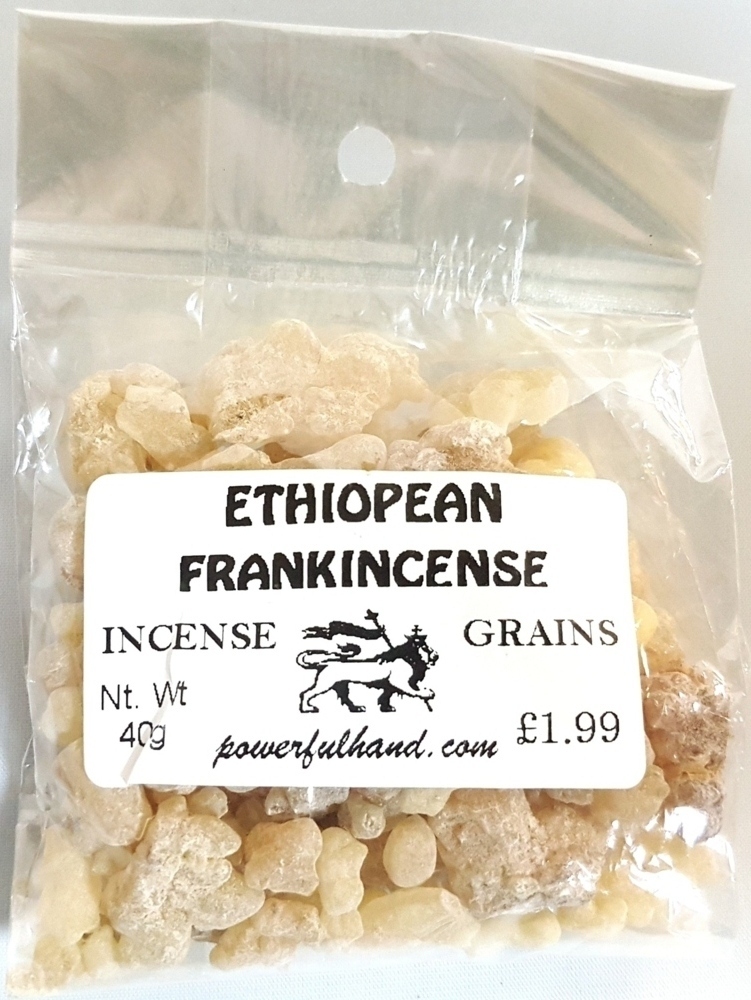 ETHIOPEAN
FRANKINCENSE
INCENSE GRAINS
Nt. Wt
40g
powerfulhand.com £1.99